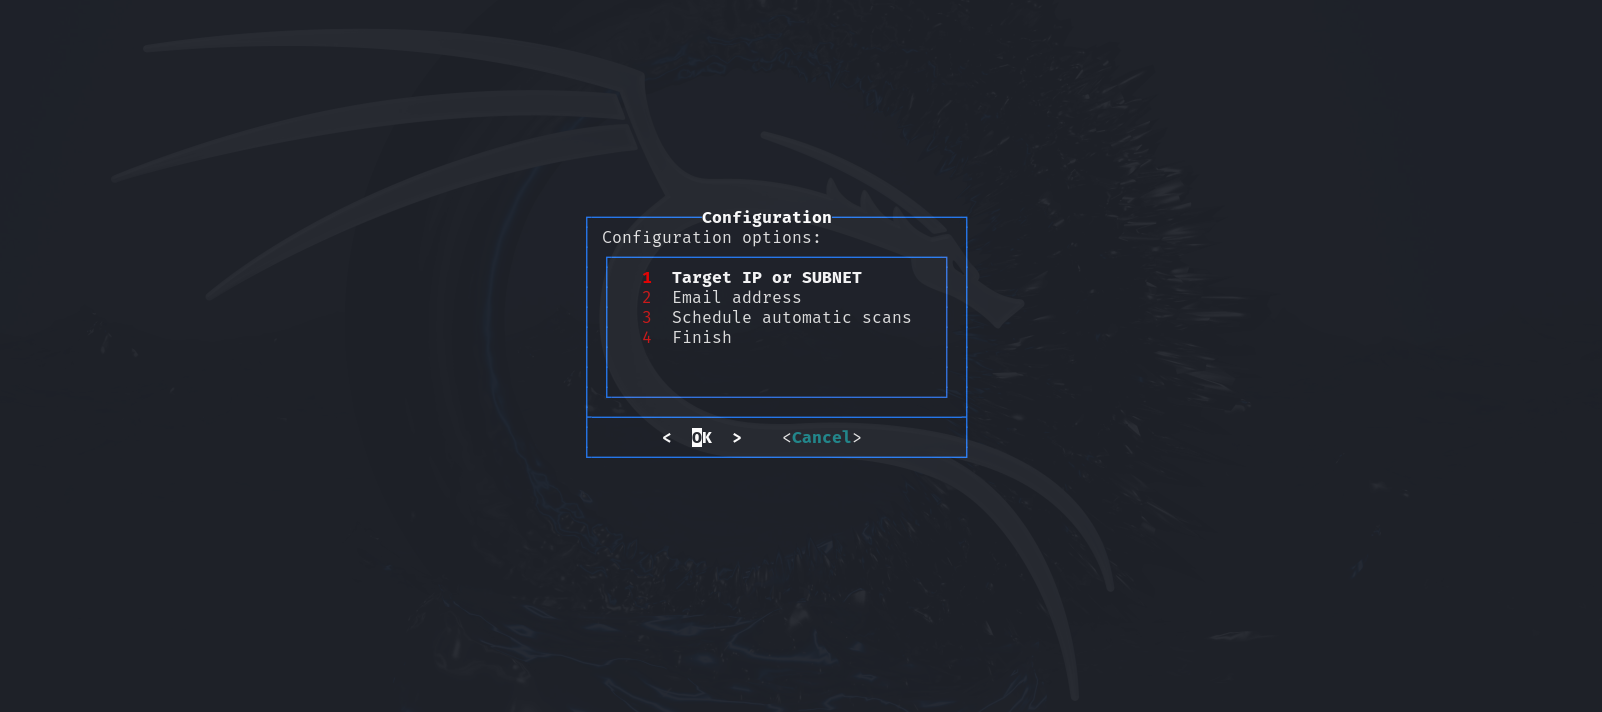 Configuration
Configuration options:
1 Target IP or SUBNET
2 Email address
3 Schedule automatic scans
4 Finish
< OK > <Cancel>